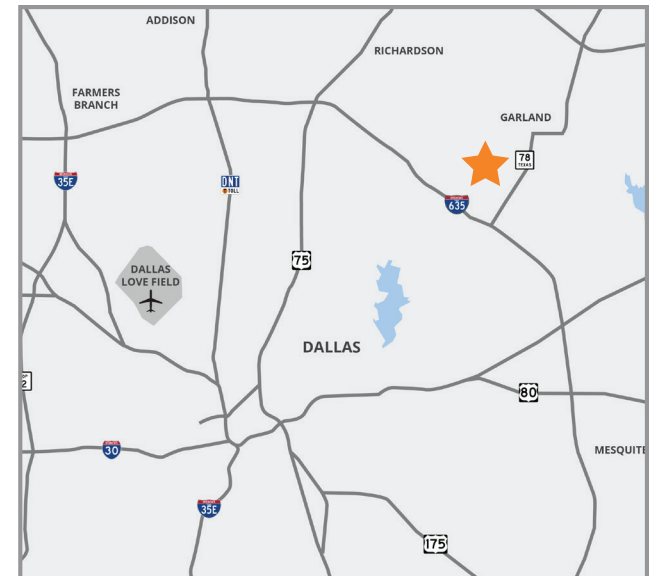 ADDISON
RICHARDSON
FARMERS
BRANCH
GARLAND
78
TEXAS
35E
DNT
TOLL
635
75
DALLAS
LOVE FIELD
DALLAS
80
30
MESQUITE
35E
175